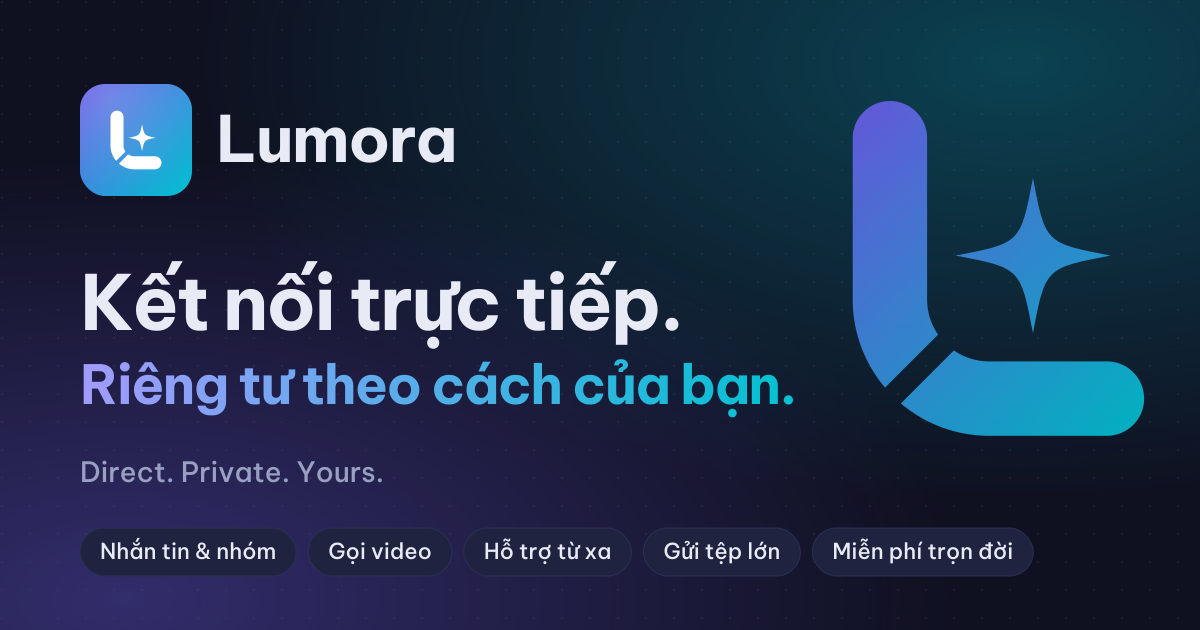 Lumora
Kết nối trực tiếp.
Riêng tư theo cách của bạn.
Direct. Private. Yours.
Nhắn tin & nhóm
Gọi video
Hỗ trợ từ xa
Gửi tệp lớn
Miễn phí trọn đời